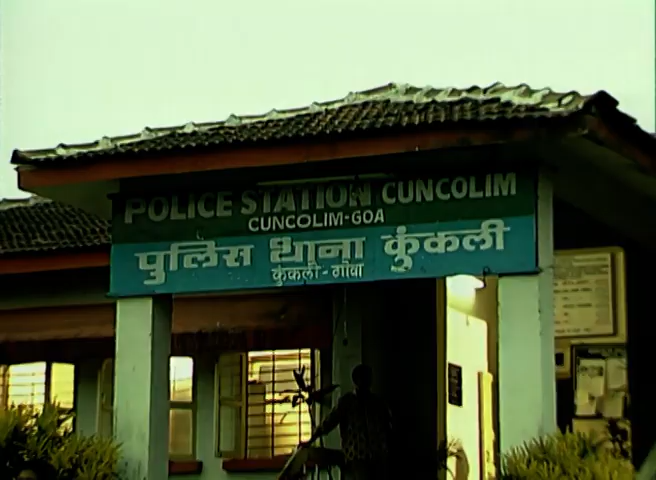 POLICE STATION CUNCOLIM
CUNCOLIM-GOA
पुलिस थाना कुंकली
कुंकली - गोवा